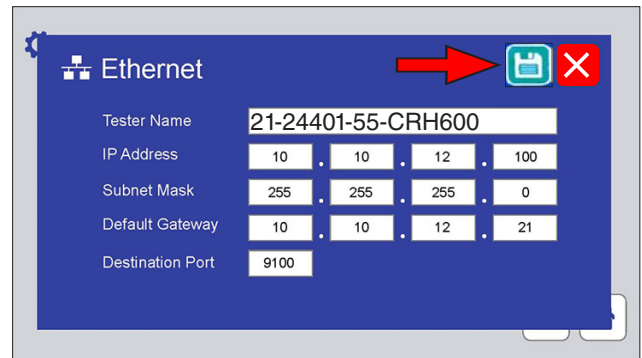 Ethernet
Tester Name 21-24401-55-CRH600
IP Address 10 . 10 . 12 . 100
Subnet Mask 255 . 255 . 255 . 0
Default Gateway 10 . 10 . 12 . 21
Destination Port 9100